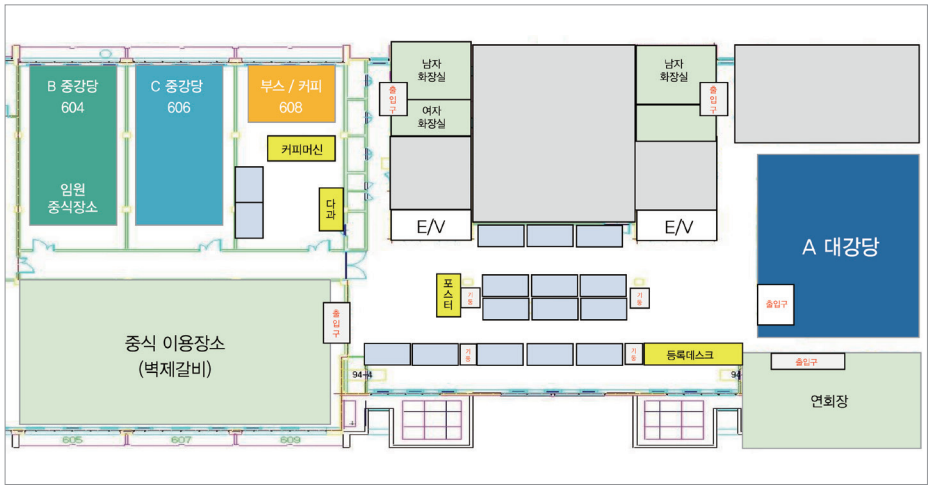 B 중강당
604
C 중강당
606
부스 / 커피
608
남자
화장실
출입구
여자
화장실
남자
화장실
출입구
커피머신
임원
중식장소
다과
E/V
E/V
A 대강당
포스터
기둥
기둥
출입구
출입구
중식 이용장소
(벽제갈비)
기둥
기둥
등록데스크
출입구
94-4
94
연회장
605
607
609